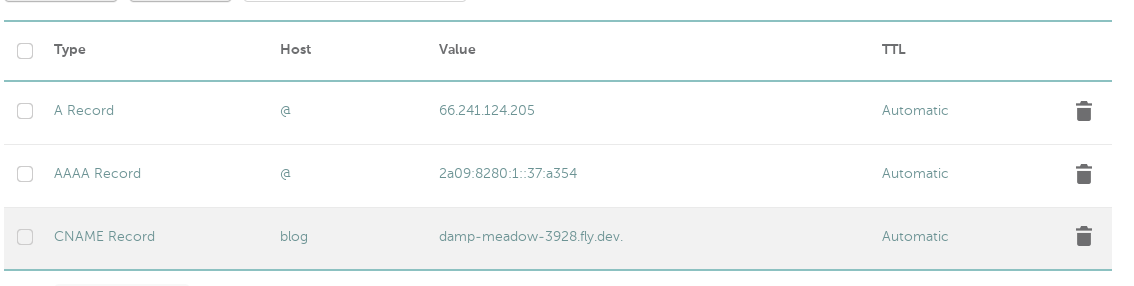 Type Host Value TTL
A Record @ 66.241.124.205 Automatic
AAAA Record @ 2a09:8280:1::37:a354 Automatic
CNAME Record blog damp-meadow-3928.fly.dev. Automatic